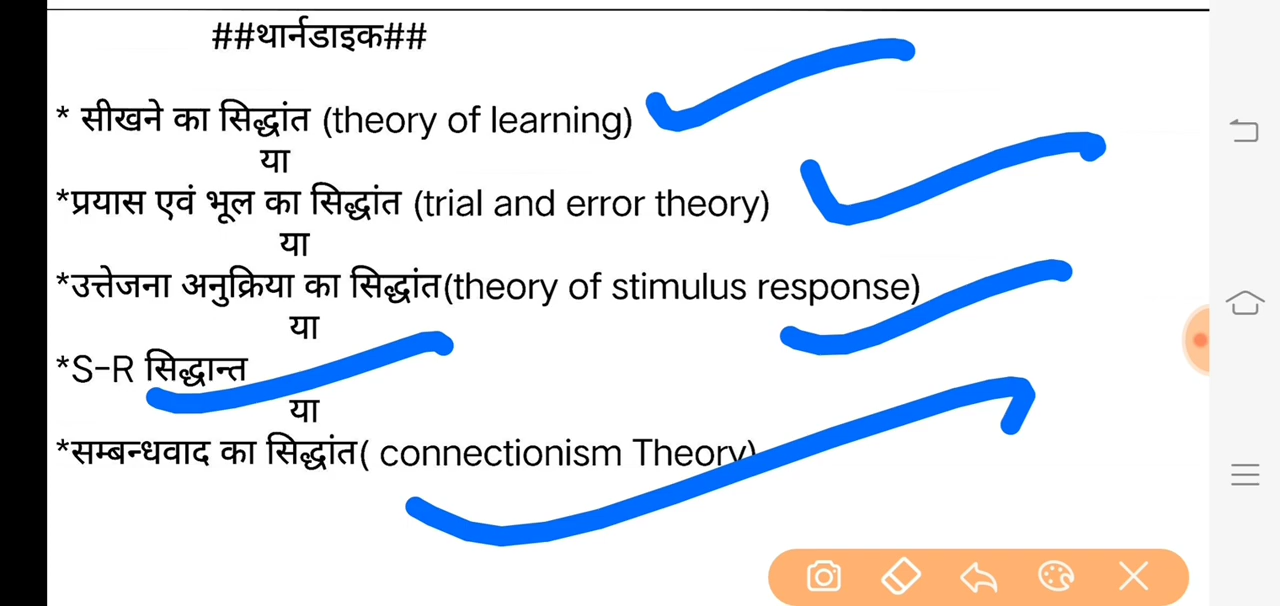 ##थार्नडाइक##
* सीखने का सिद्धांत (theory of learning)
या
*प्रयास एवं भूल का सिद्धांत (trial and error theory)
या
*उत्तेजना अनुक्रिया का सिद्धांत(theory of stimulus response)
या
*S-R सिद्धान्त
या
*सम्बन्धवाद का सिद्धांत( connectionism Theory)